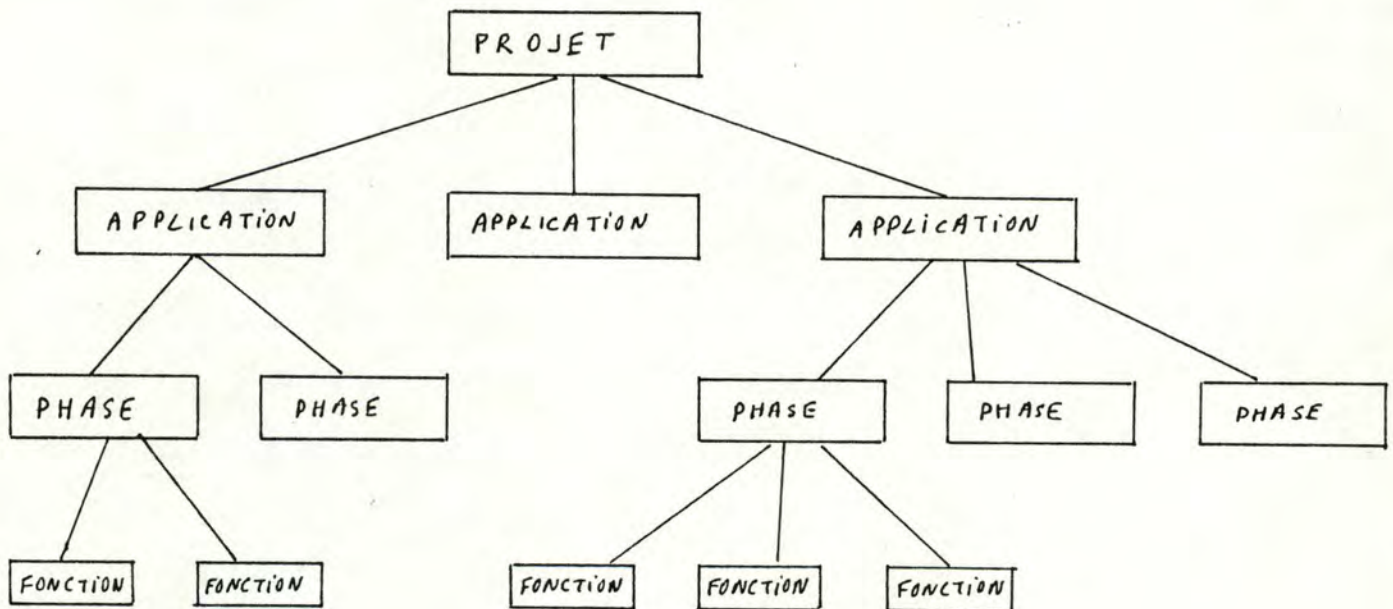 PROJET
APPLICATION
APPLICATION
APPLICATION
PHASE
PHASE
PHASE
PHASE
PHASE
FONCTION
FONCTION
FONCTION
FONCTION
FONCTION